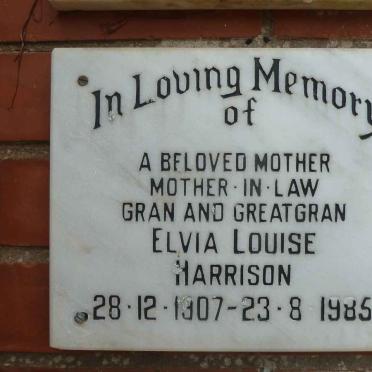 In Loving Memory
of
A BELOVED MOTHER
MOTHER·IN·LAW
GRAN AND GREATGRAN
ELVIA LOUISE
HARRISON
28·12·1907-23·8·1985